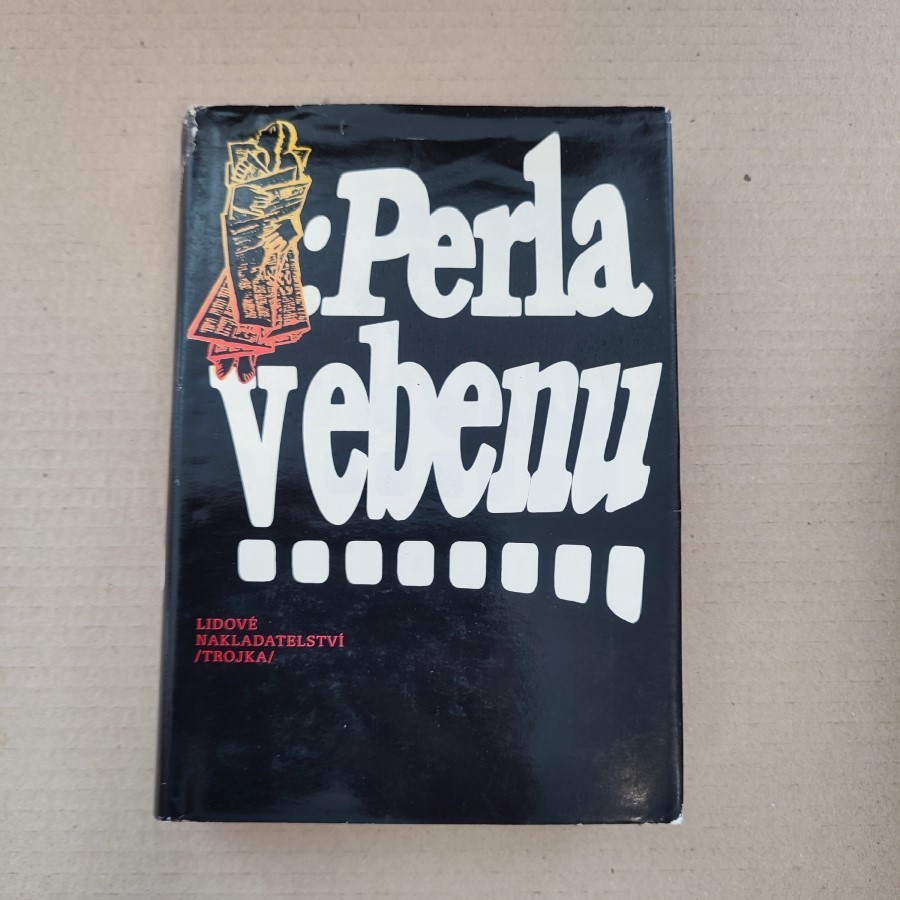 :Perla
v ebenu
LIDOVÉ
NAKLADATELSTVÍ
/TROJKA/